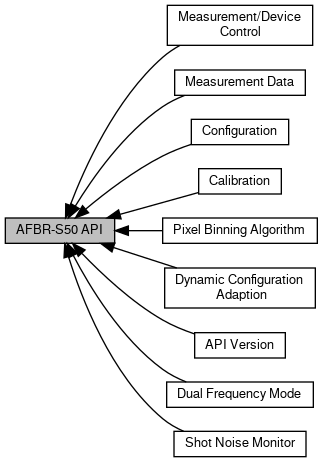 Measurement/Device
Control
Measurement Data
Configuration
Calibration
AFBR-S50 API
Pixel Binning Algorithm
Dynamic Configuration
Adaption
API Version
Dual Frequency Mode
Shot Noise Monitor